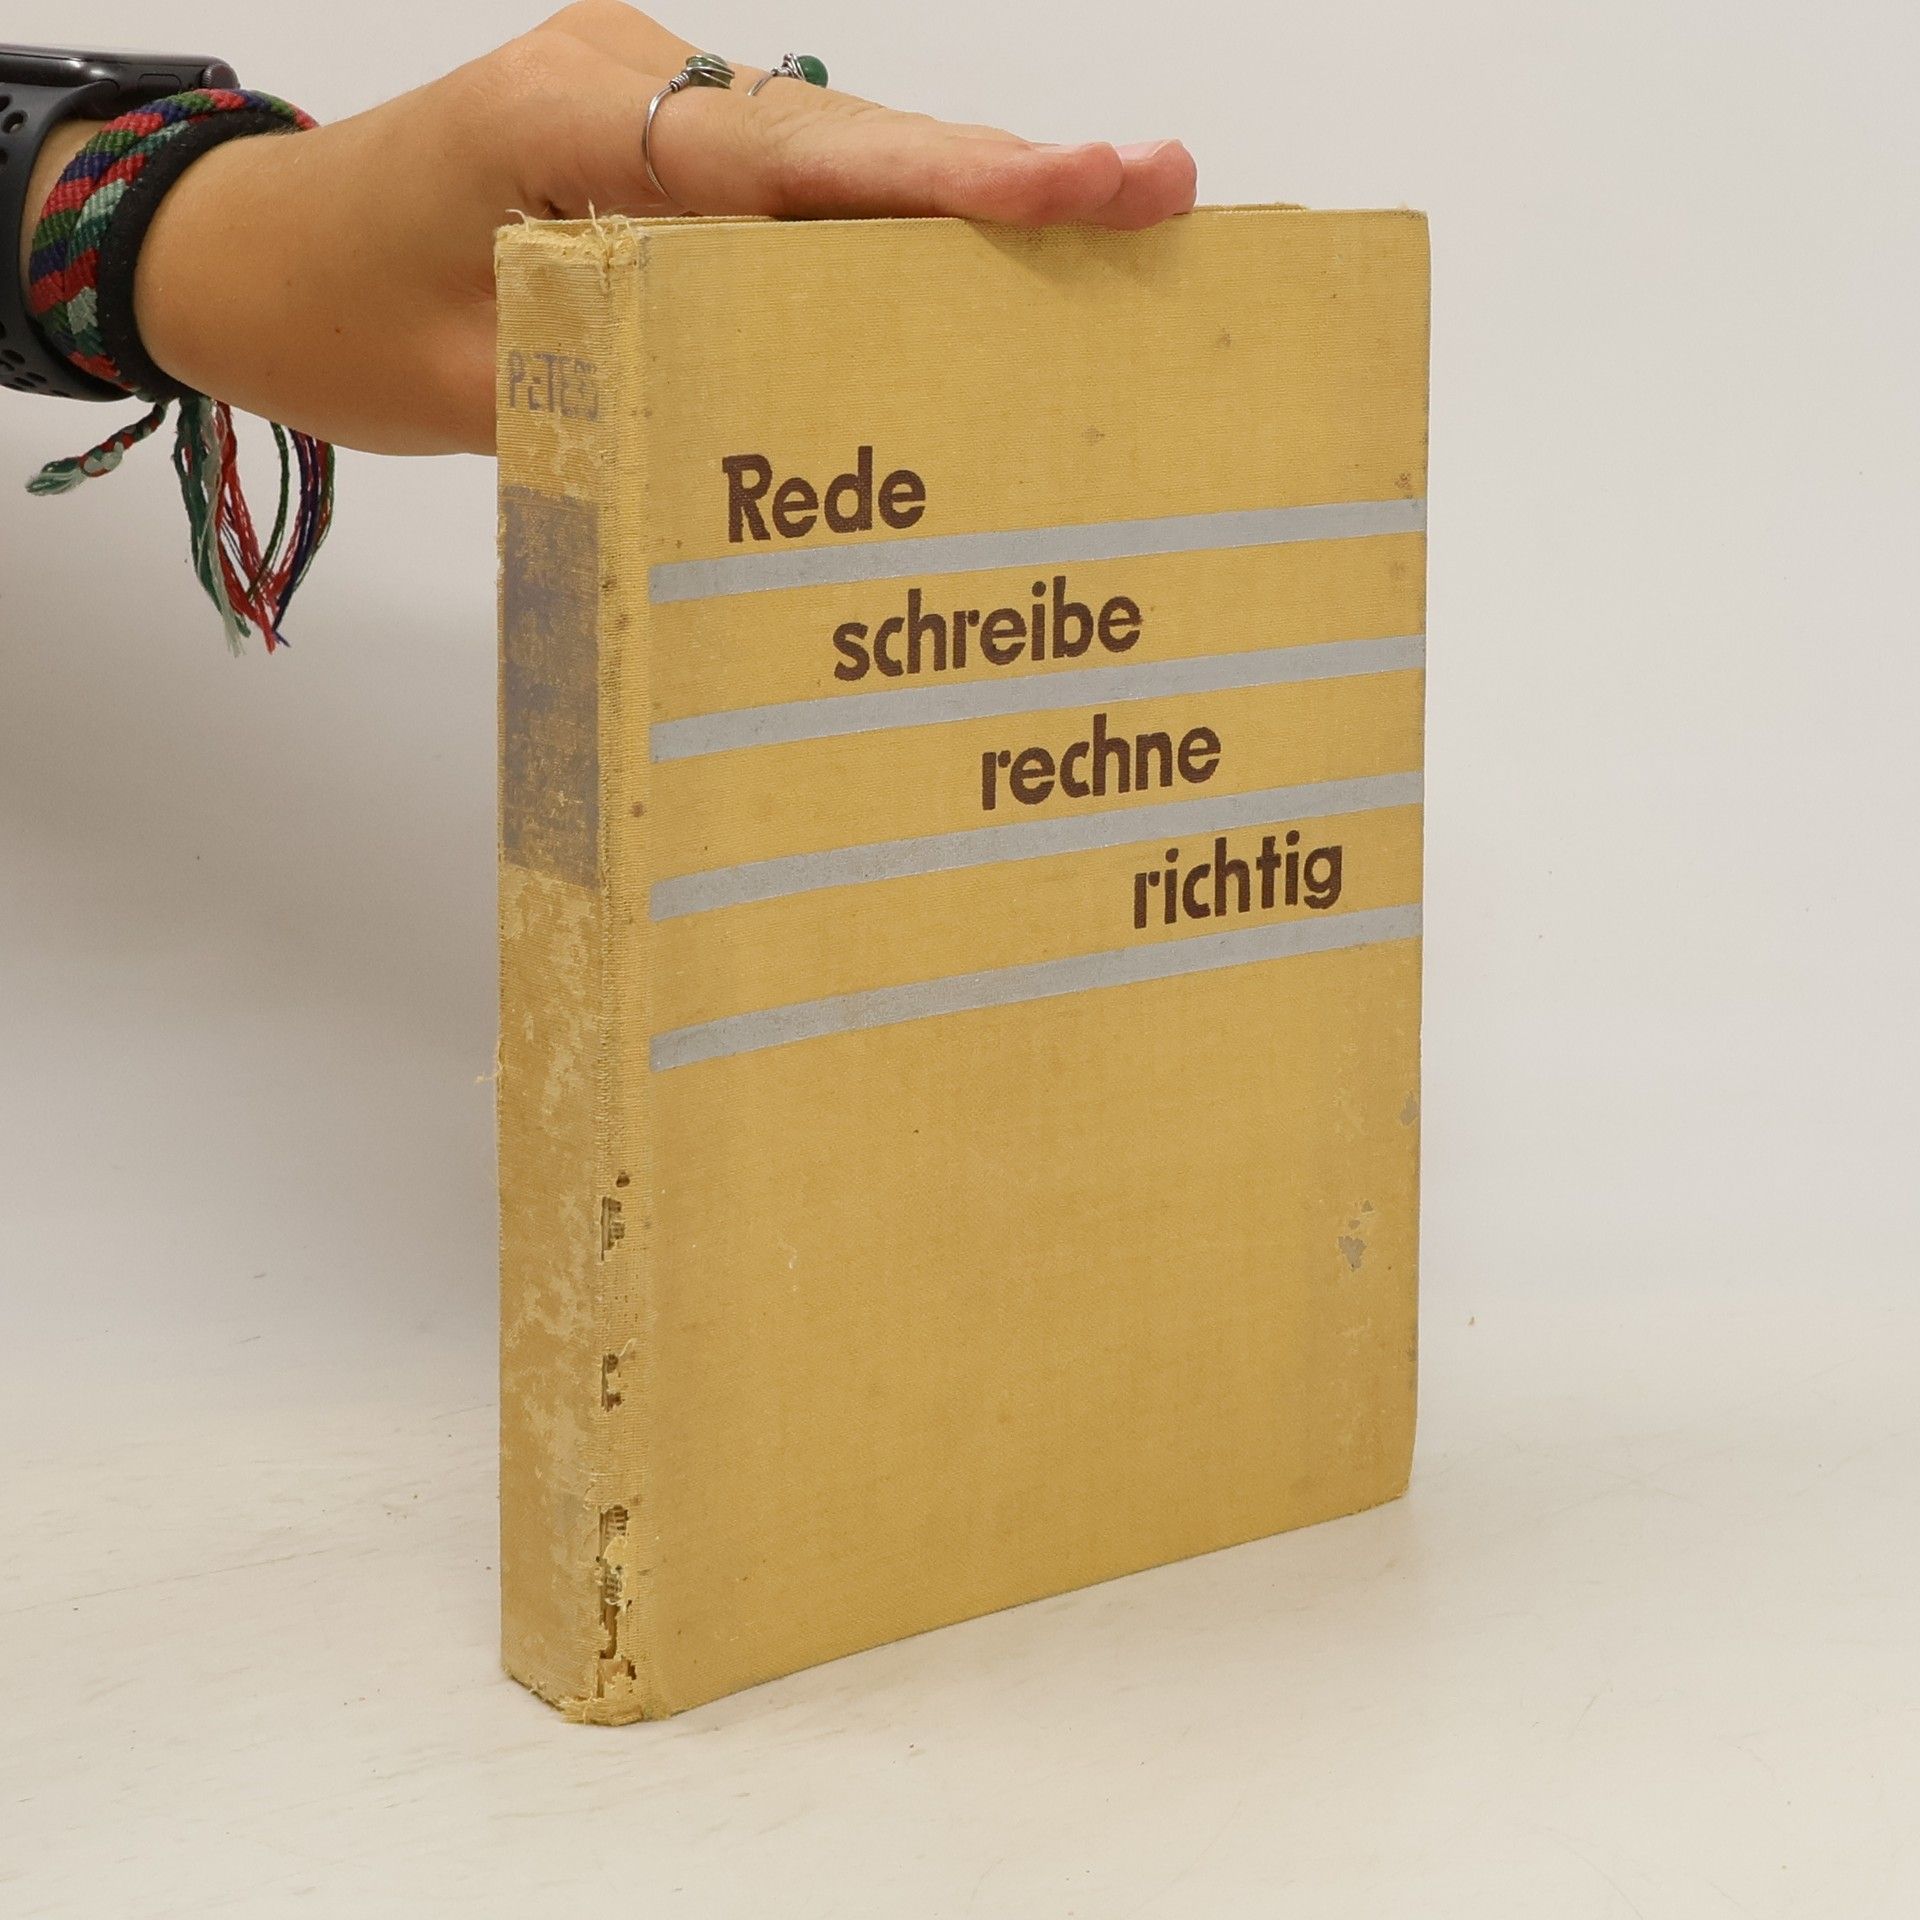 PETERS
Rede
schreibe
rechne
richtig